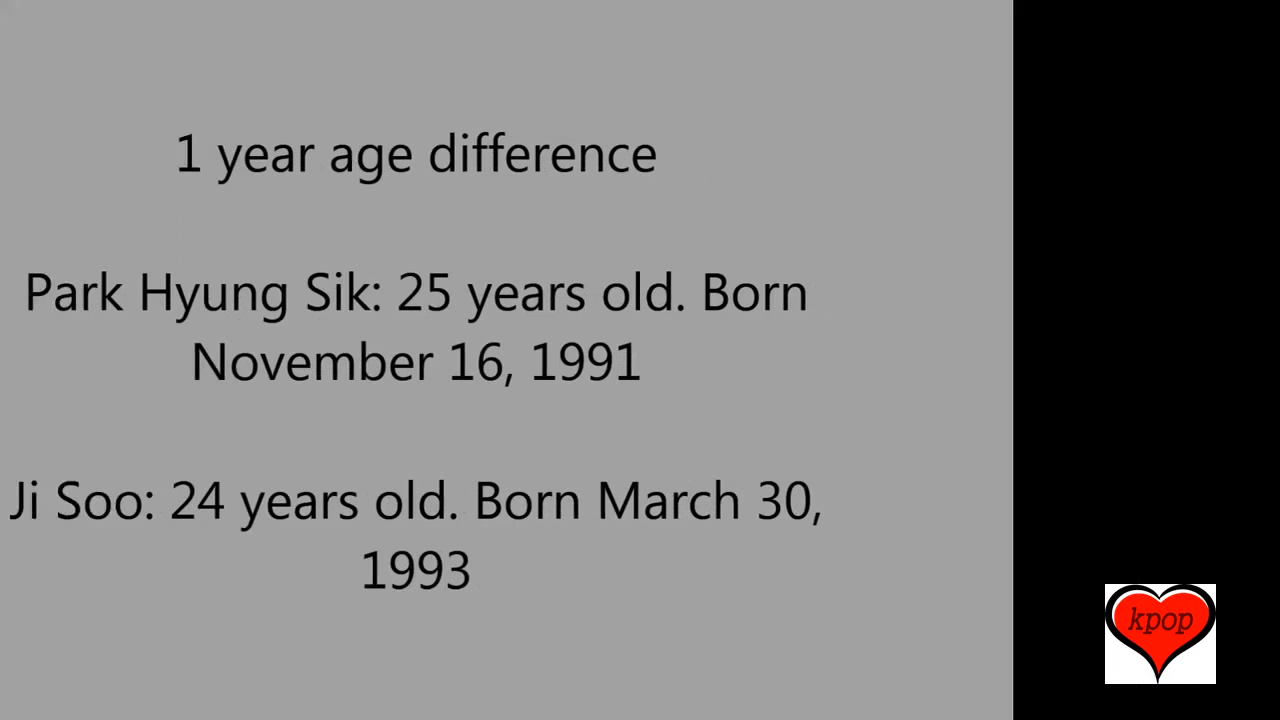 1 year age difference
Park Hyung Sik: 25 years old. Born
November 16, 1991
Ji Soo: 24 years old. Born March 30,
1993
kpop